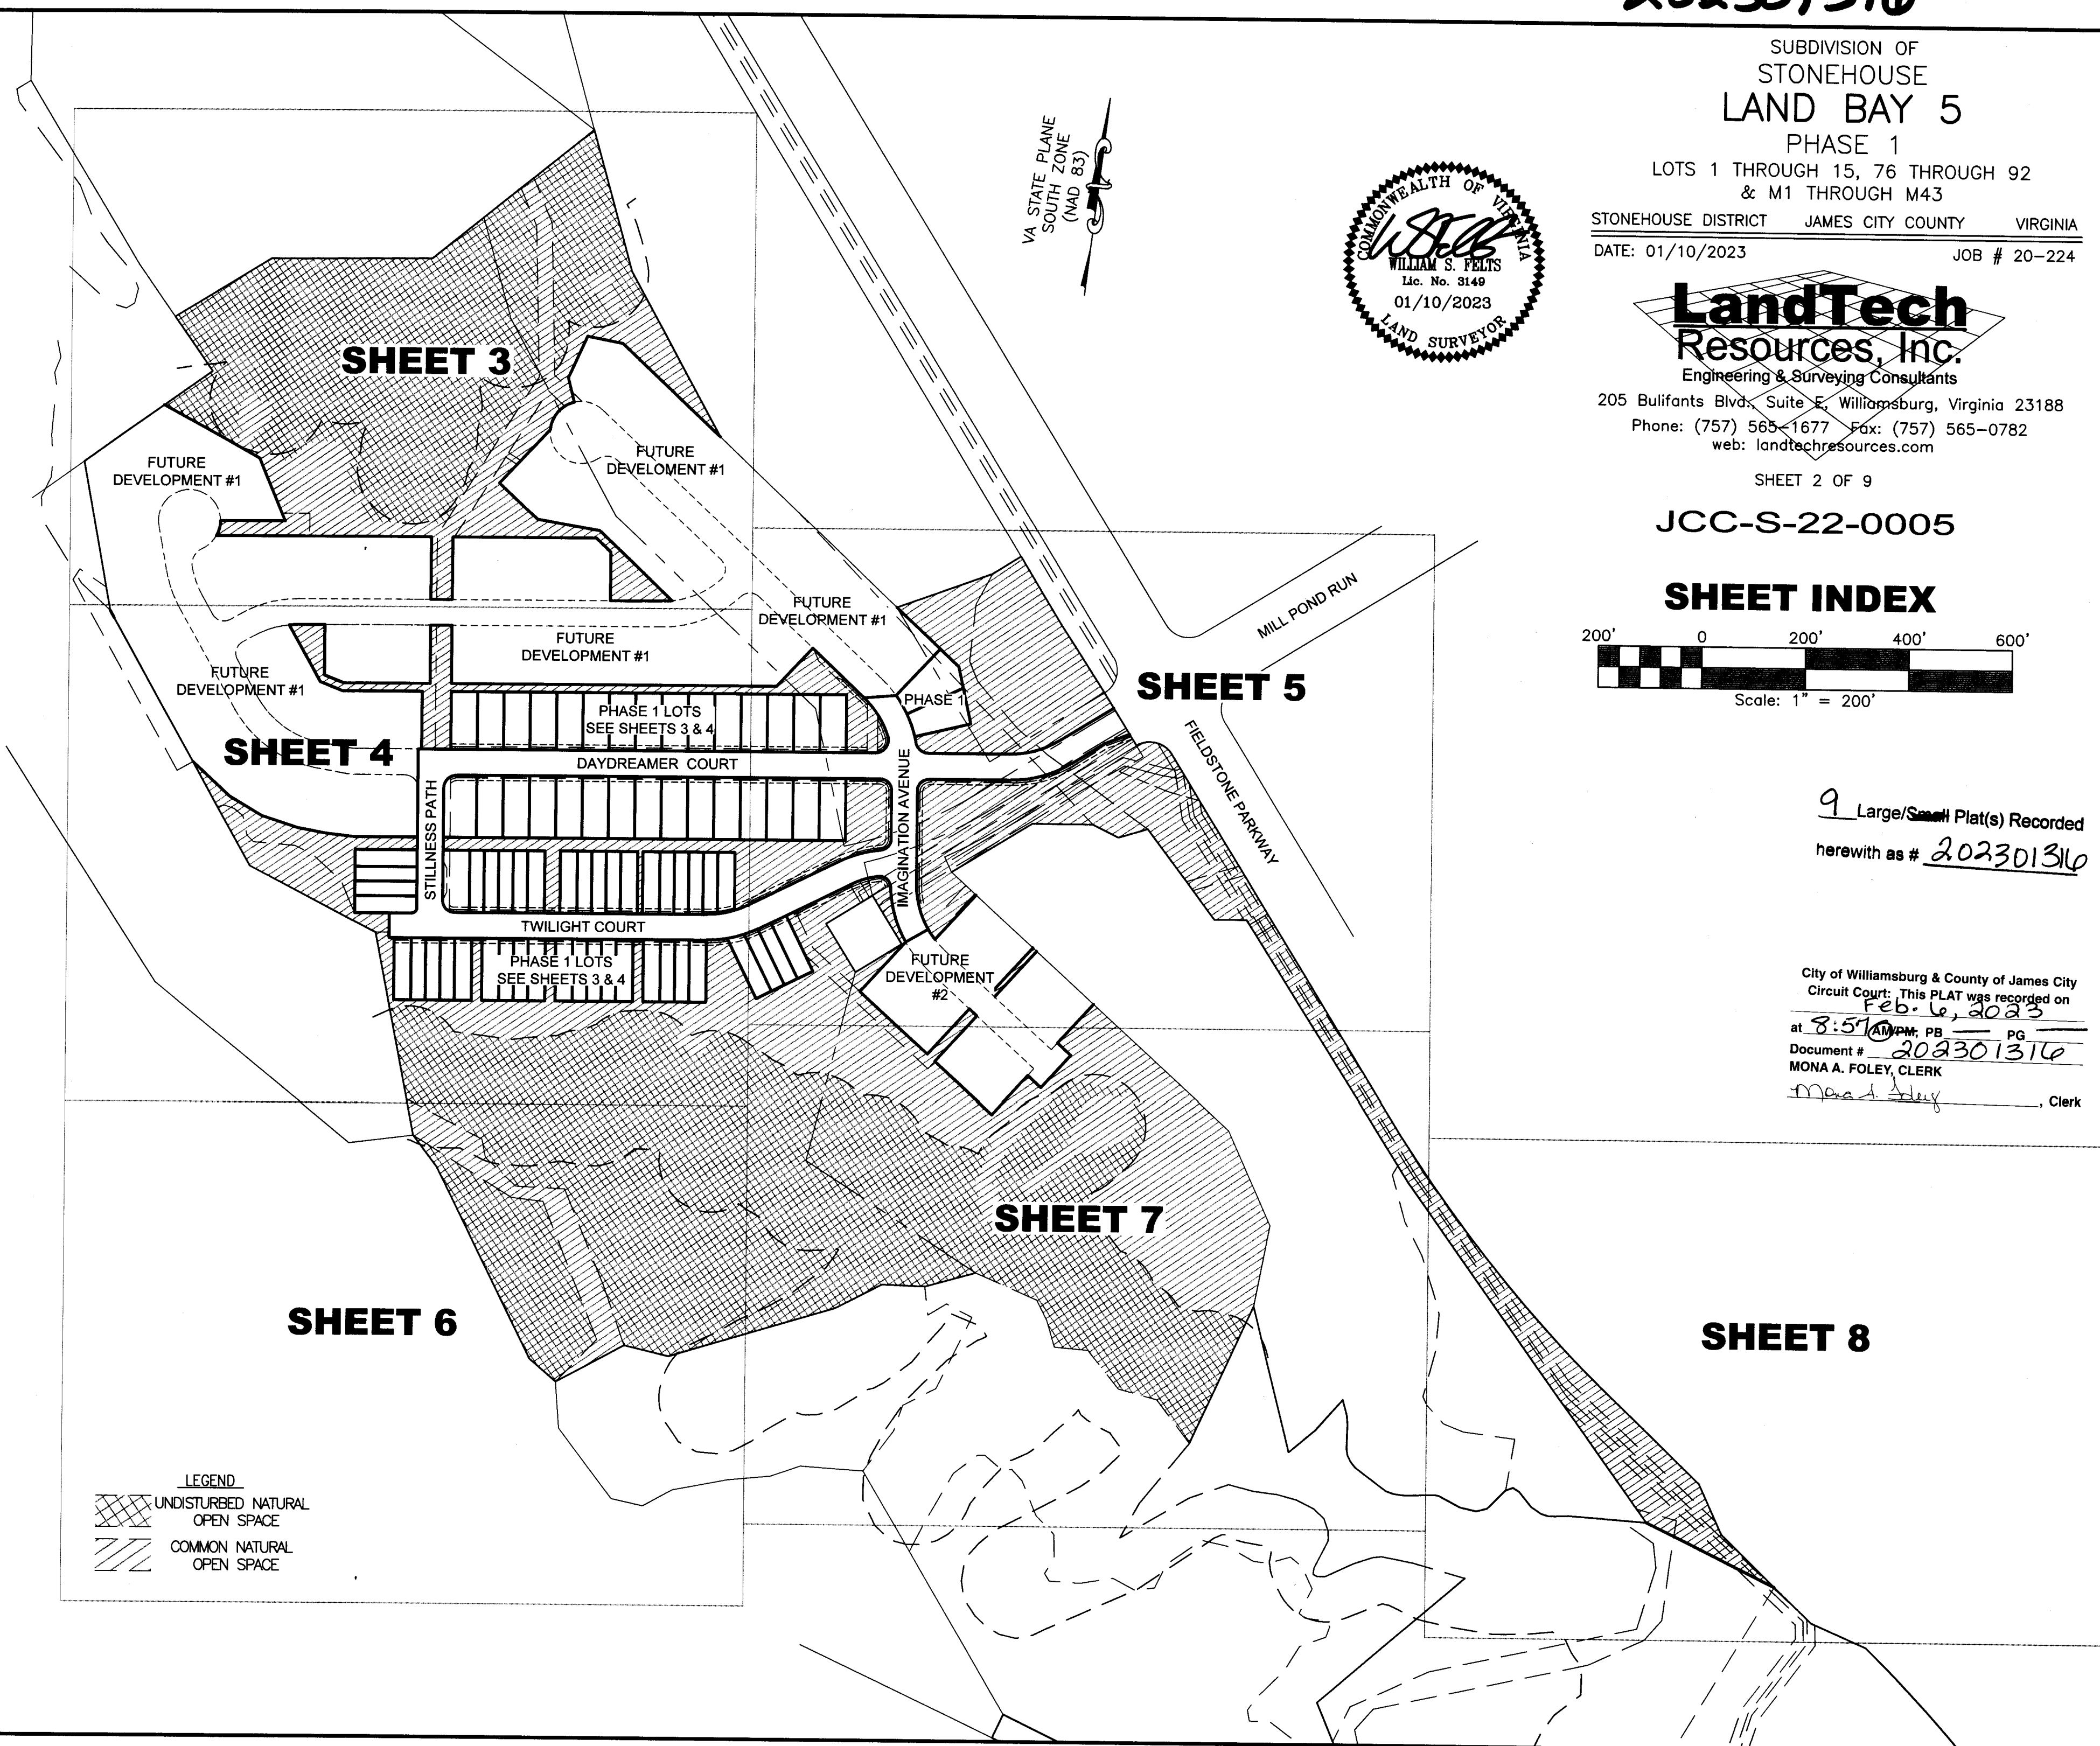 202301316
SUBDIVISION OF
STONEHOUSE
LAND BAY 5
PHASE 1
LOTS 1 THROUGH 15, 76 THROUGH 92
& M1 THROUGH M43
STONEHOUSE DISTRICT JAMES CITY COUNTY VIRGINIA
DATE: 01/10/2023 JOB # 20-224
LandTech
Resources, Inc.
Engineering & Surveying Consultants
205 Bulifants Blvd., Suite E, Williamsburg, Virginia 23188
Phone: (757) 565-1677 Fax: (757) 565-0782
web: landtechresources.com
SHEET 2 OF 9
JCC-S-22-0005
SHEET INDEX
200' 0 200' 400' 600'
Scale: 1" = 200'
9 Large/Small Plat(s) Recorded
herewith as # 202301316
City of Williamsburg & County of James City
Circuit Court: This PLAT was recorded on
Feb. 6, 2023
at 8:57 AM/PM, PB PG
Document # 202301316
MONA A. FOLEY, CLERK
Mona A. Foley, Clerk
VA STATE PLANE
SOUTH ZONE
(NAD 83)
COMMONWEALTH OF VIRGINIA
WILLIAM S. FELTS
Lic. No. 3149
01/10/2023
LAND SURVEYOR
SHEET 3
FUTURE
DEVELOPMENT #1
FUTURE
DEVELOMENT #1
FUTURE
DEVELOPMENT #1
FUTURE
DEVELOPMENT #1
FUTURE
DEVELOPMENT #1
MILL POND RUN
SHEET 5
PHASE 1
PHASE 1 LOTS
SEE SHEETS 3 & 4
SHEET 4
DAYDREAMER COURT
STILLNESS PATH
IMAGINATION AVENUE
FIELDSTONE PARKWAY
TWILIGHT COURT
PHASE 1 LOTS
SEE SHEETS 3 & 4
FUTURE
DEVELOPMENT
#2
SHEET 7
SHEET 6
SHEET 8
LEGEND
UNDISTURBED NATURAL
OPEN SPACE
COMMON NATURAL
OPEN SPACE